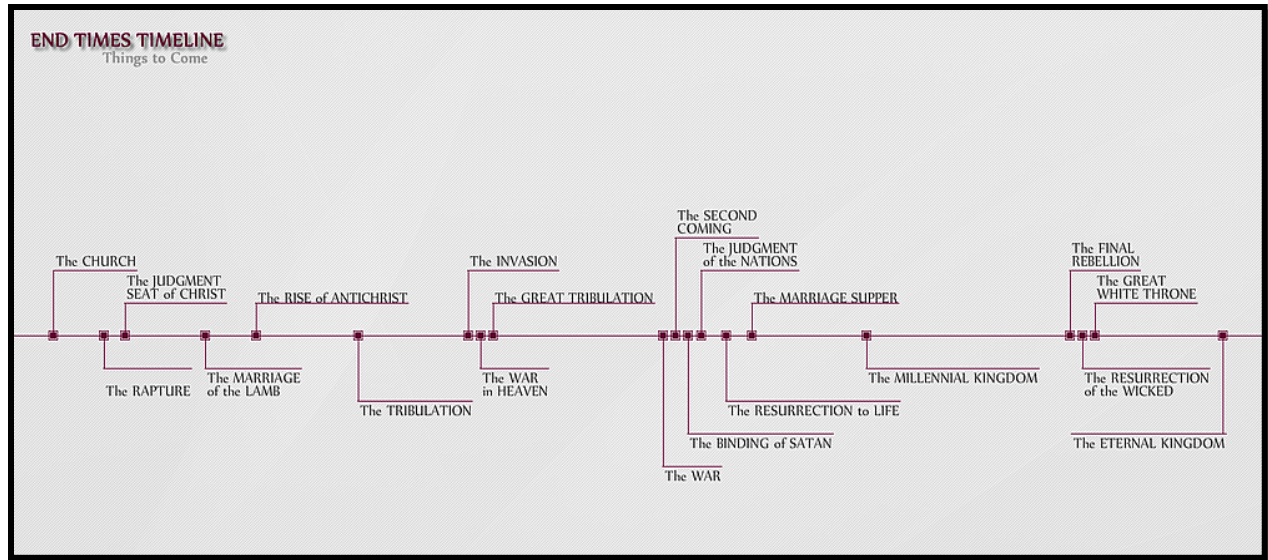 END TIMES TIMELINE
Things to Come
The CHURCH
The RAPTURE
The JUDGMENT
SEAT of CHRIST
The MARRIAGE
of the LAMB
The RISE of ANTICHRIST
The TRIBULATION
The INVASION
The WAR
in HEAVEN
The GREAT TRIBULATION
The WAR
The SECOND
COMING
The BINDING of SATAN
The JUDGMENT
of the NATIONS
The RESURRECTION to LIFE
The MARRIAGE SUPPER
The MILLENNIAL KINGDOM
The FINAL
REBELLION
The RESURRECTION
of the WICKED
The GREAT
WHITE THRONE
The ETERNAL KINGDOM